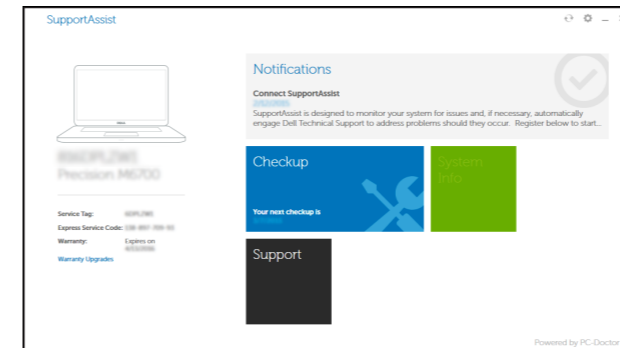 SupportAssist
Notifications
Connect SupportAssist
SupportAssist is designed to monitor your system for issues and, if necessary, automatically
engage Dell Technical Support to address problems should they occur. Register below to start...
Precision M6700
Checkup
System
Info
Your next checkup is
Service Tag:
Express Service Code:
Warranty: Expires on
Warranty Upgrades
Support
Powered by PC-Doctor